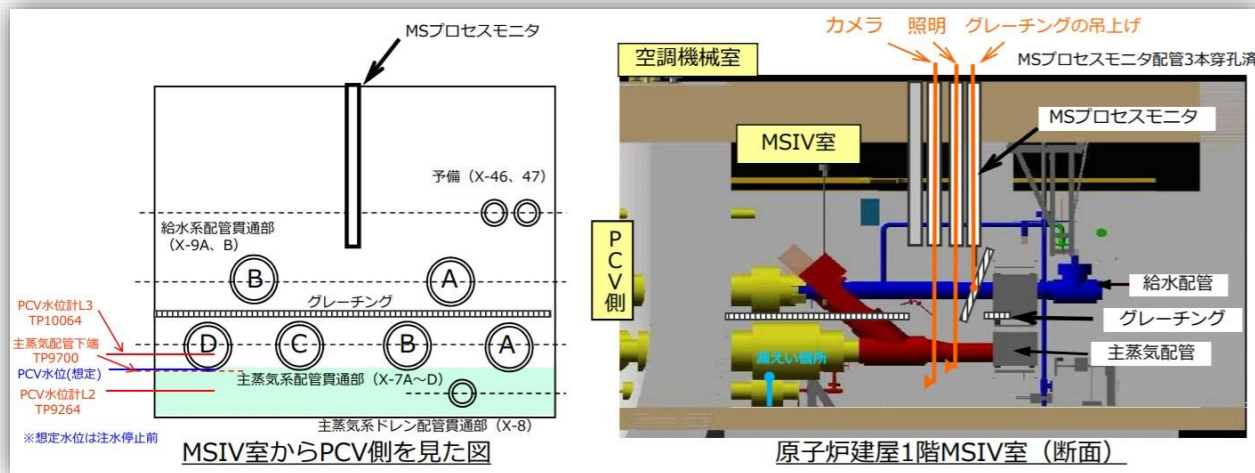 MSプロセスモニタ
予備（X-46、47）
給水系配管貫通部
（X-9A、B）
B
A
グレーチング
PCV水位計L3
TP10064
主蒸気配管下端
TP9700
PCV水位(想定)
PCV水位計L2
TP9264
D
C
B
A
主蒸気系配管貫通部（X-7A～D）
主蒸気系ドレン配管貫通部（X-8）
※想定水位は注水停止前
MSIV室からPCV側を見た図
カメラ
照明
グレーチングの吊上げ
空調機械室
MSプロセスモニタ配管3本穿孔済
MSプロセスモニタ
MSIV室
PCV側
給水配管
グレーチング
主蒸気配管
漏えい個所
原子炉建屋1階MSIV室（断面）